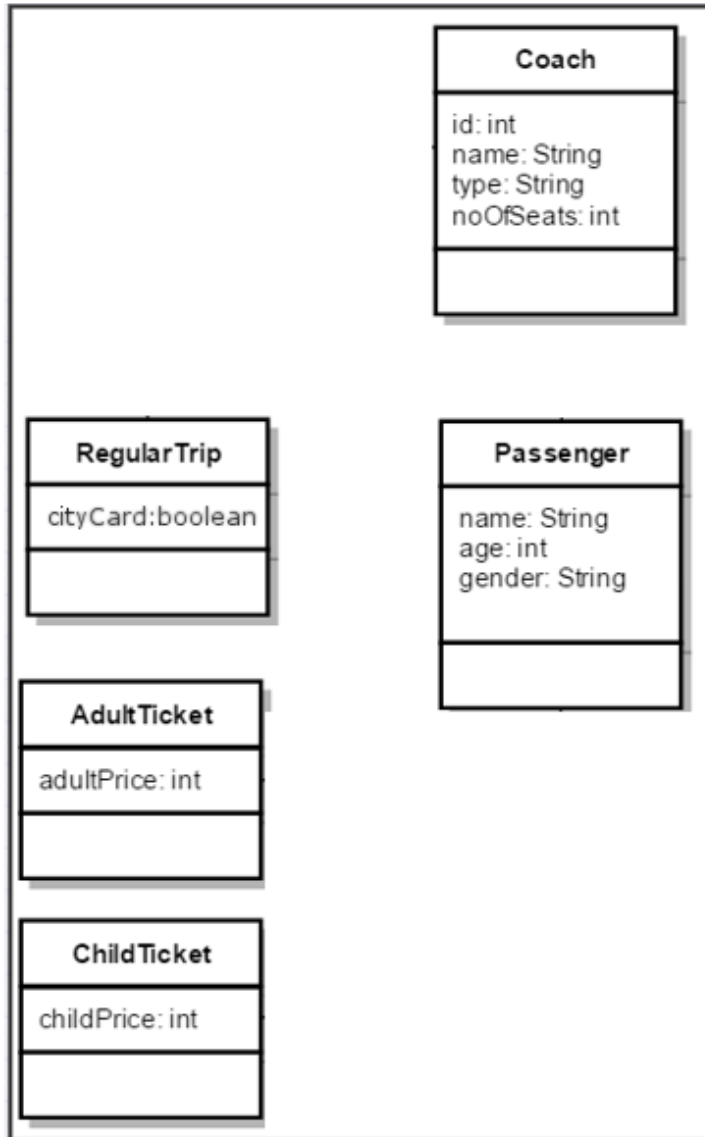 Coach
id: int
name: String
type: String
noOfSeats: int
RegularTrip
cityCard:boolean
Passenger
name: String
age: int
gender: String
AdultTicket
adultPrice: int
ChildTicket
childPrice: int